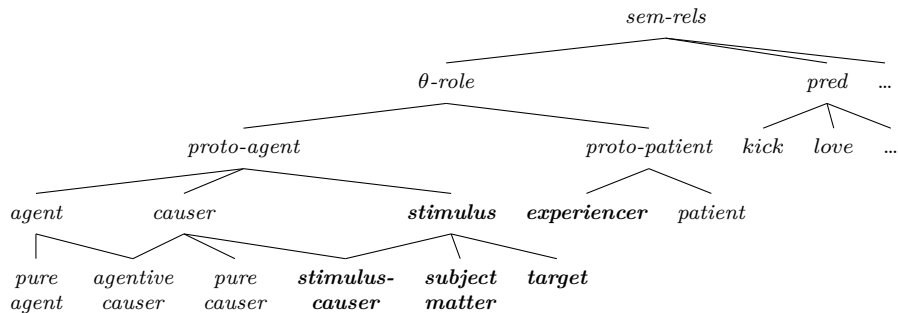 sem-rels
θ-role pred ...
proto-agent proto-patient kick love ...
agent causer stimulus experiencer patient
pure agentive pure stimulus- subject target
agent causer causer causer matter